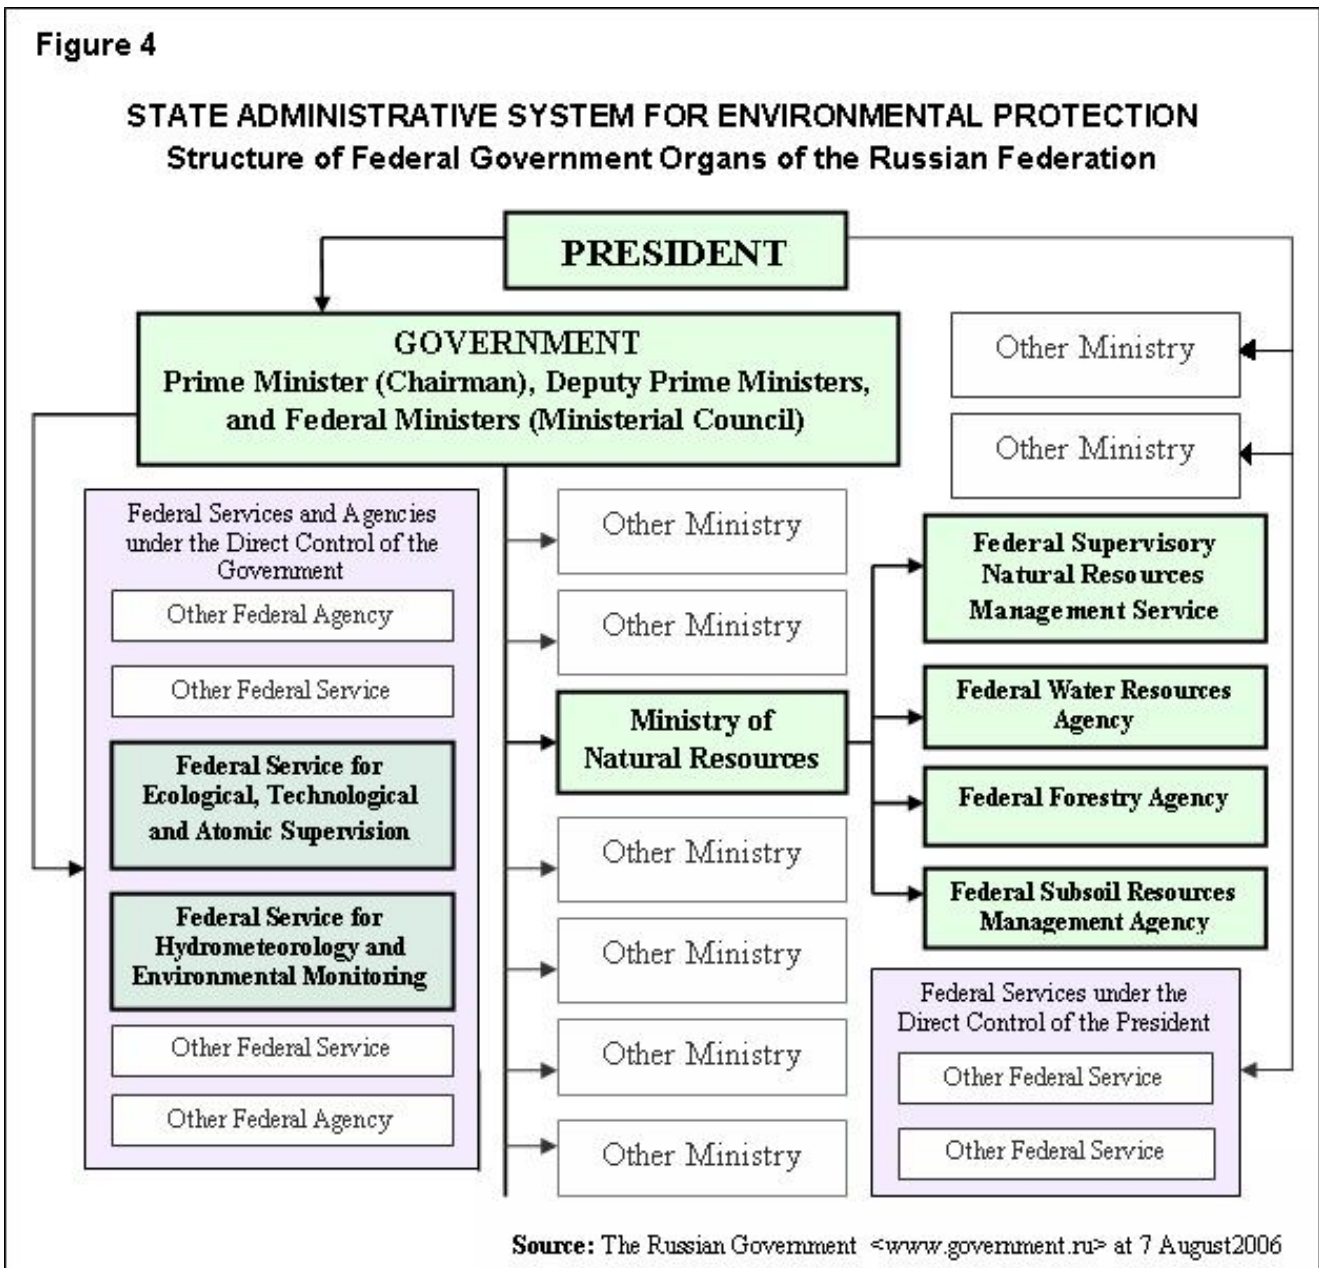 Figure 4
STATE ADMINISTRATIVE SYSTEM FOR ENVIRONMENTAL PROTECTION
Structure of Federal Government Organs of the Russian Federation
PRESIDENT
GOVERNMENT
Prime Minister (Chairman), Deputy Prime Ministers,
and Federal Ministers (Ministerial Council)
Other Ministry
Other Ministry
Federal Services and Agencies
under the Direct Control of the
Government
Other Federal Agency
Other Federal Service
Federal Service for
Ecological, Technological
and Atomic Supervision
Federal Service for
Hydrometeorology and
Environmental Monitoring
Other Federal Service
Other Federal Agency
Other Ministry
Other Ministry
Ministry of
Natural Resources
Other Ministry
Other Ministry
Other Ministry
Other Ministry
Federal Supervisory
Natural Resources
Management Service
Federal Water Resources
Agency
Federal Forestry Agency
Federal Subsoil Resources
Management Agency
Federal Services under the
Direct Control of the President
Other Federal Service
Other Federal Service
Source: The Russian Government <www.government.ru> at 7 August2006